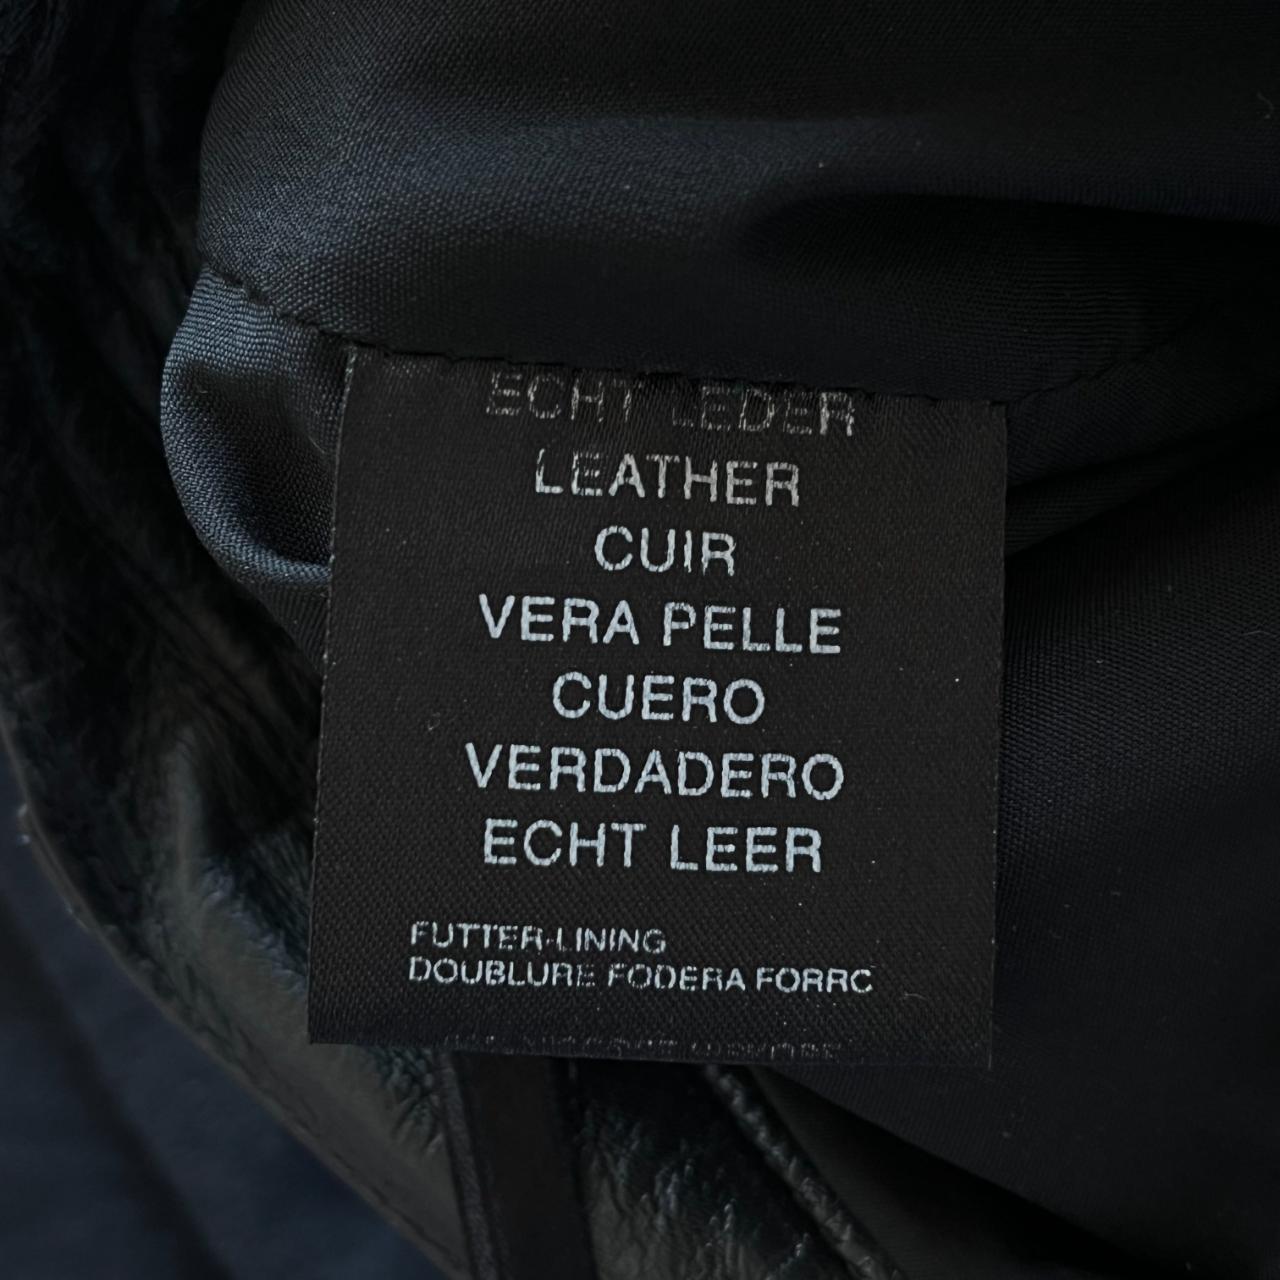 ECHT LEDER
LEATHER
CUIR
VERA PELLE
CUERO
VERDADERO
ECHT LEER
FUTTER-LINING
DOUBLURE FODERA FORRC